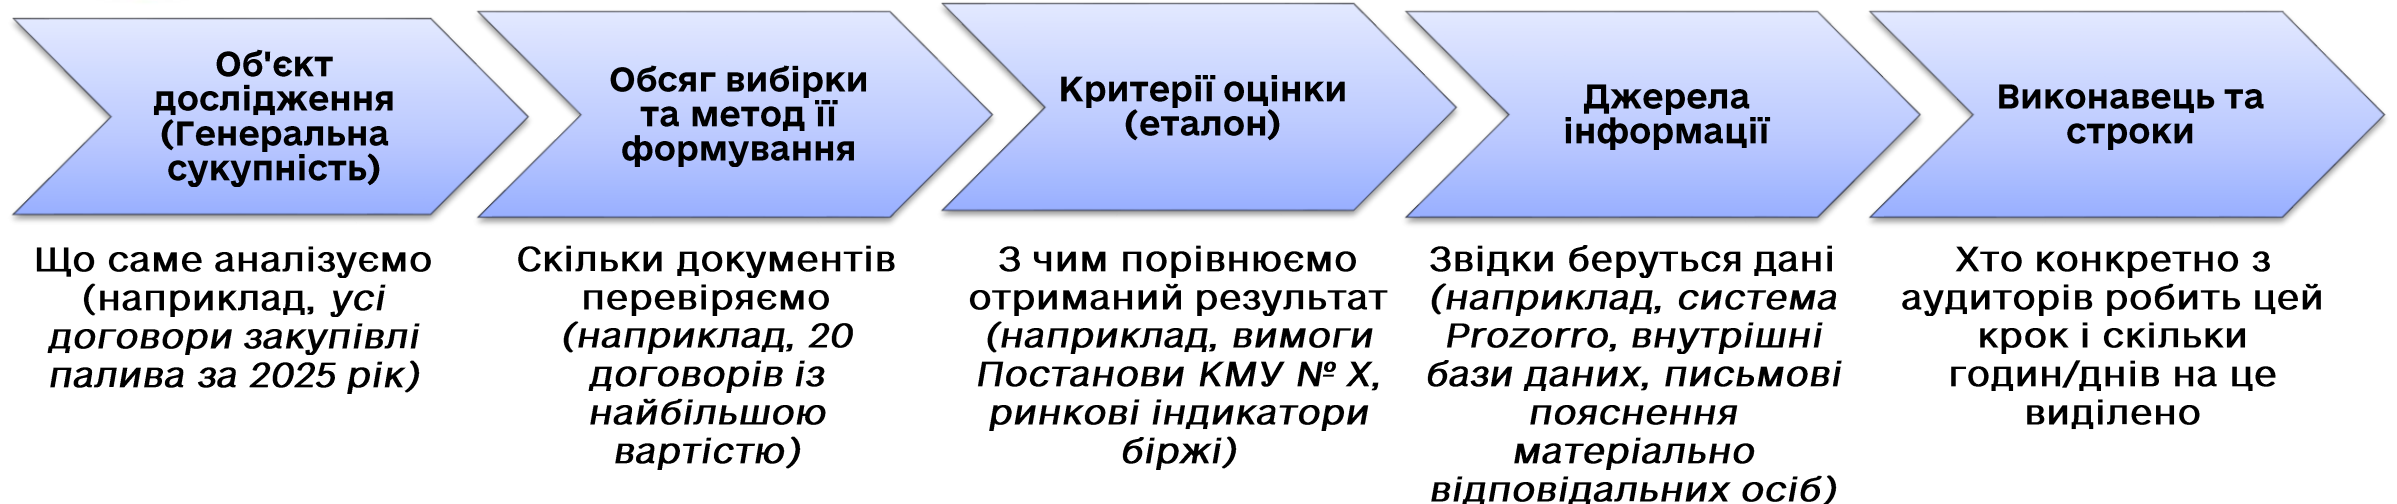 Об'єкт
дослідження
(Генеральна
сукупність)
Що саме аналізуємо
(наприклад, усі
договори закупівлі
палива за 2025 рік)
Обсяг вибірки
та метод її
формування
Скільки документів
перевіряємо
(наприклад, 20
договорів із
найбільшою
вартістю)
Критерії оцінки
(еталон)
З чим порівнюємо
отриманий результат
(наприклад, вимоги
Постанови КМУ № X,
ринкові індикатори
біржі)
Джерела
інформації
Звідки беруться дані
(наприклад, система
Prozorro, внутрішні
бази даних, письмові
пояснення
матеріально
відповідальних осіб)
Виконавець та
строки
Хто конкретно з
аудиторів робить цей
крок і скільки
годин/днів на це
виділено